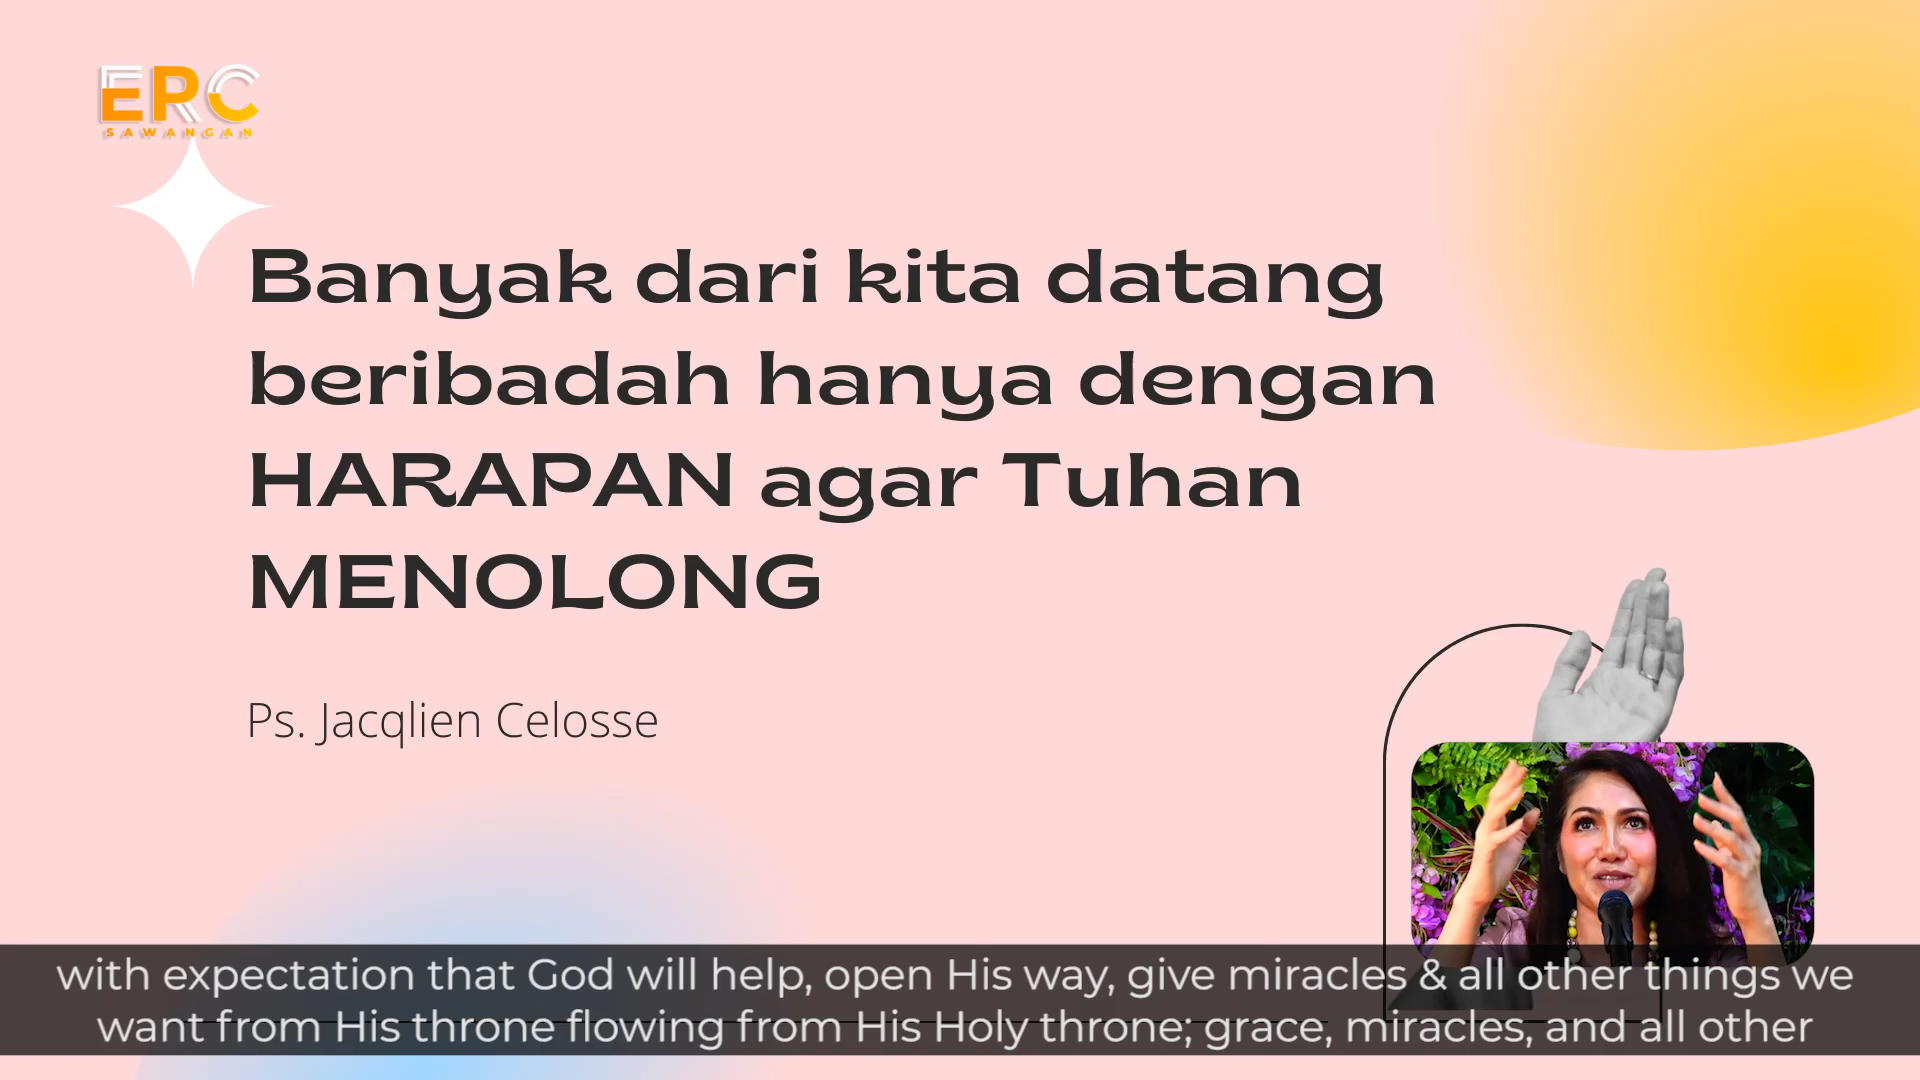 ERC
SAWANGAN
Banyak dari kita datang
beribadah hanya dengan
HARAPAN agar Tuhan
MENOLONG
Ps. Jacqlien Celosse
with expectation that God will help, open His way, give miracles & all other things we
want from His throne flowing from His Holy throne; grace, miracles, and all other